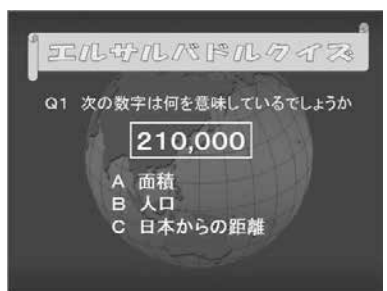 エルサルバドルクイズ
Q1 次の数字は何を意味しているでしょうか
210,000
A 面積
B 人口
C 日本からの距離